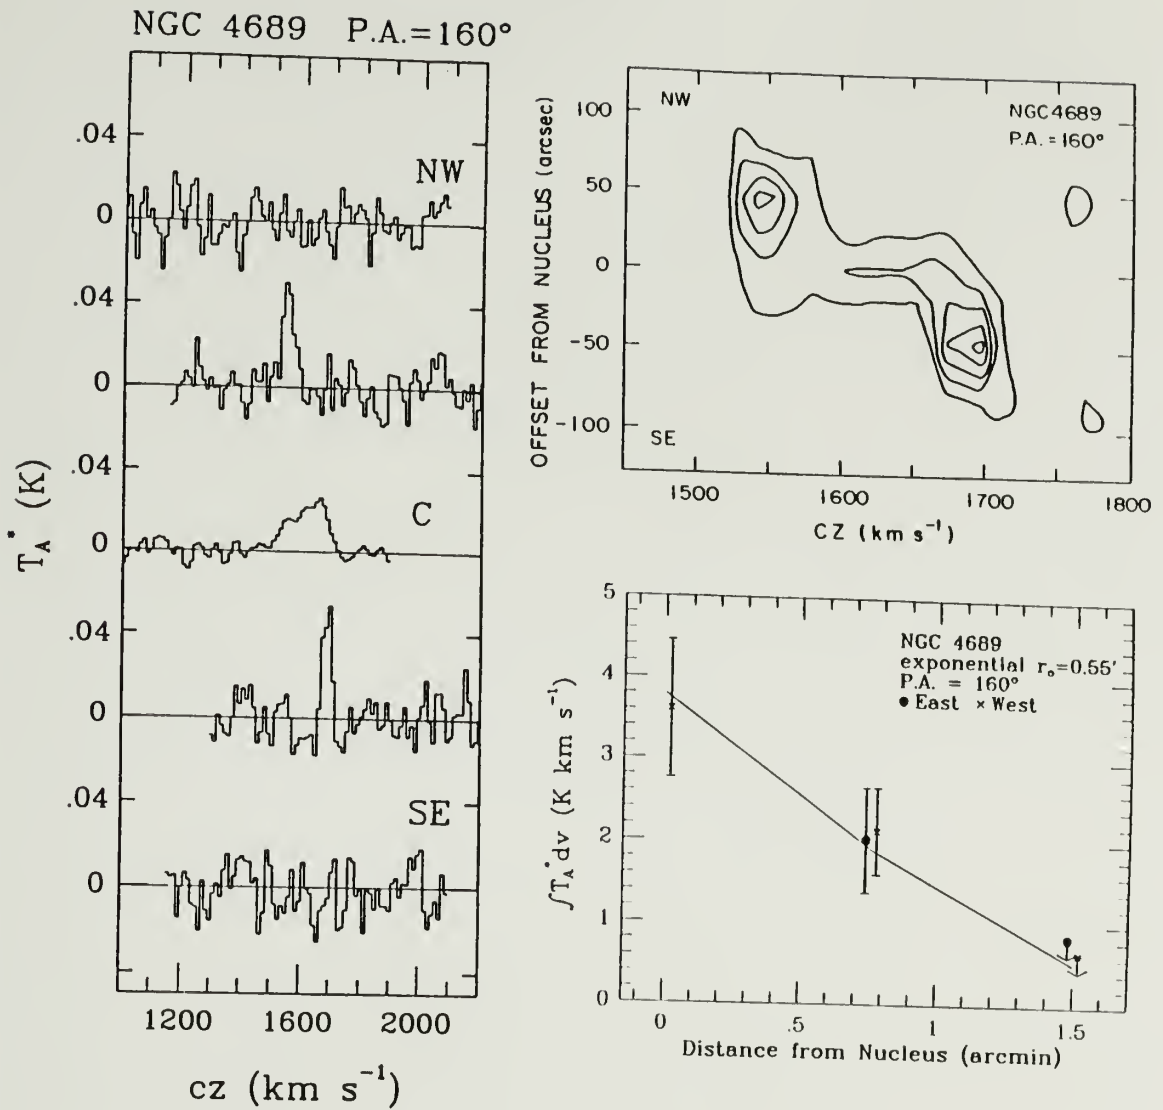 NGC 4689 P.A.=160°
.04
NW
0
.04
0
.04
C
0
.04
0
.04
SE
0
T_A^* (K)
1200 1600 2000
cz (km s⁻¹)
NW
NGC4689
P.A. = 160°
100
50
0
-50
-100
SE
OFFSET FROM NUCLEUS (arcsec)
1500 1600 1700 1800
CZ (km s⁻¹)
5
4
3
2
1
0
NGC 4689
exponential r₀=0.55'
P.A. = 160°
● East × West
∫T_A^* dv (K km s⁻¹)
0 .5 1 1.5
Distance from Nucleus (arcmin)